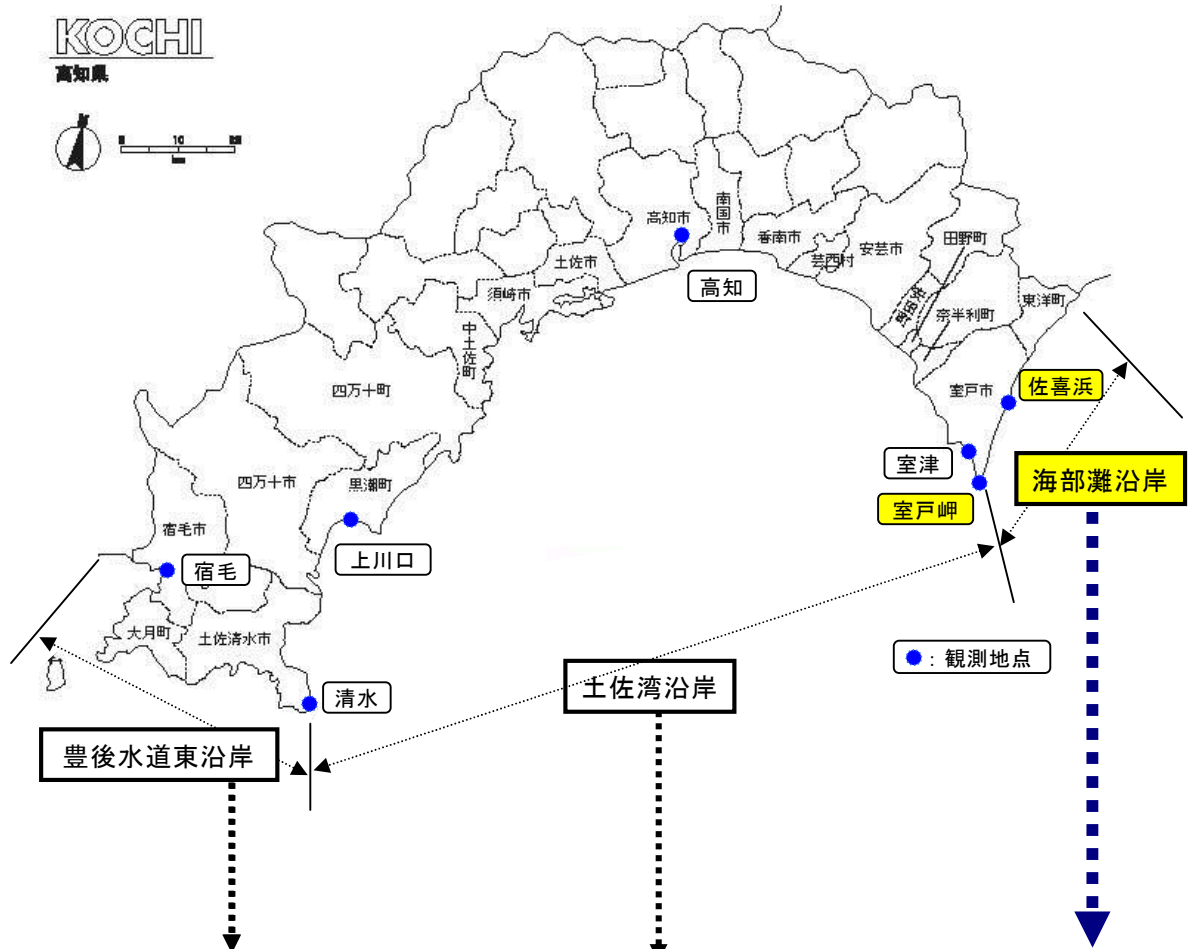 KOCHI
高知県
10
km
高知市
南国市
香南市
芸西村
安芸市
田野町
東洋町
奈半利町
土佐市
須崎市
中土佐町
高知
四万十町
室戸市
佐喜浜
室津
海部灘沿岸
室戸岬
四万十市
黒潮町
宿毛市
上川口
宿毛
大月町
土佐清水市
：観測地点
土佐湾沿岸
清水
豊後水道東沿岸